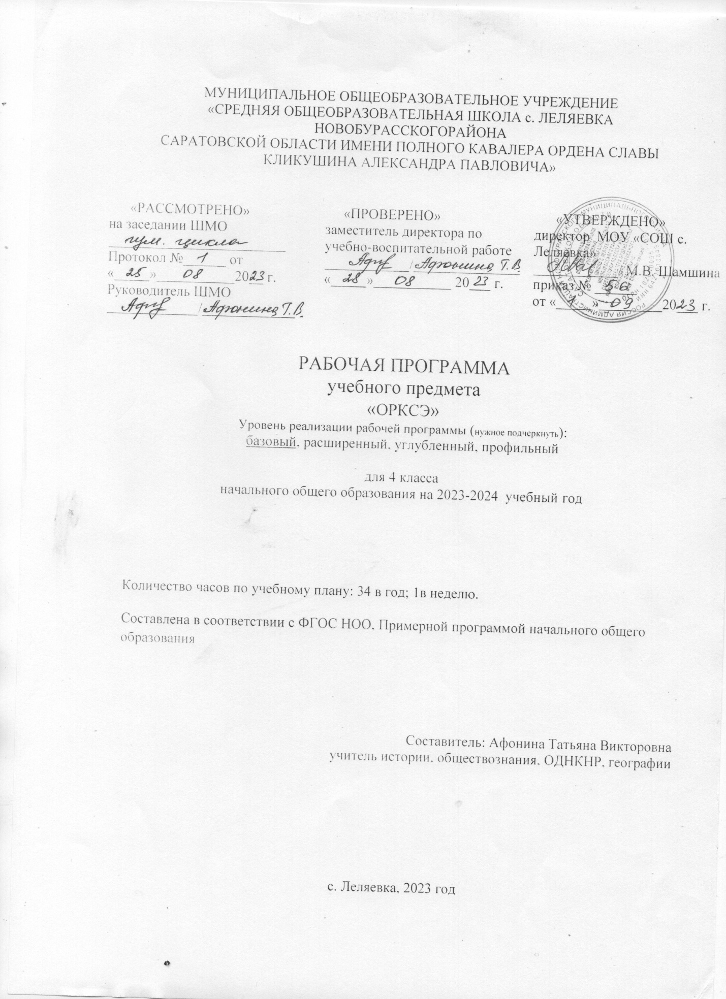 МУНИЦИПАЛЬНОЕ ОБЩЕОБРАЗОВАТЕЛЬНОЕ УЧРЕЖДЕНИЕ
«СРЕДНЯЯ ОБЩЕОБРАЗОВАТЕЛЬНАЯ ШКОЛА с. ЛЕЛЯЕВКА
НОВОБУРАССКОГОРАЙОНА
САРАТОВСКОЙ ОБЛАСТИ ИМЕНИ ПОЛНОГО КАВАЛЕРА ОРДЕНА СЛАВЫ
КЛИКУШИНА АЛЕКСАНДРА ПАВЛОВИЧА»
«РАССМОТРЕНО»
на заседании ШМО
гум. цикла
Протокол № 1 от
«25» 08 2023 г.
Руководитель ШМО
/Афонина Т.В.
«ПРОВЕРЕНО»
заместитель директора по
учебно-воспитательной работе
/Афонина Т.В.
«28» 08 2023 г.
«УТВЕРЖДЕНО»
директор МОУ «СОШ с.
Леляевка»
М.В. Шамшина
приказ № 56
от «1» 09 2023 г.
РАБОЧАЯ ПРОГРАММА
учебного предмета
«ОРКСЭ»
Уровень реализации рабочей программы (нужное подчеркнуть):
базовый, расширенный, углубленный, профильный
для 4 класса
начального общего образования на 2023-2024 учебный год
Количество часов по учебному плану: 34 в год; 1в неделю.
Составлена в соответствии с ФГОС НОО, Примерной программой начального общего
образования
Составитель: Афонина Татьяна Викторовна
учитель истории, обществознания, ОДНКНР, географии
с. Леляевка, 2023 год